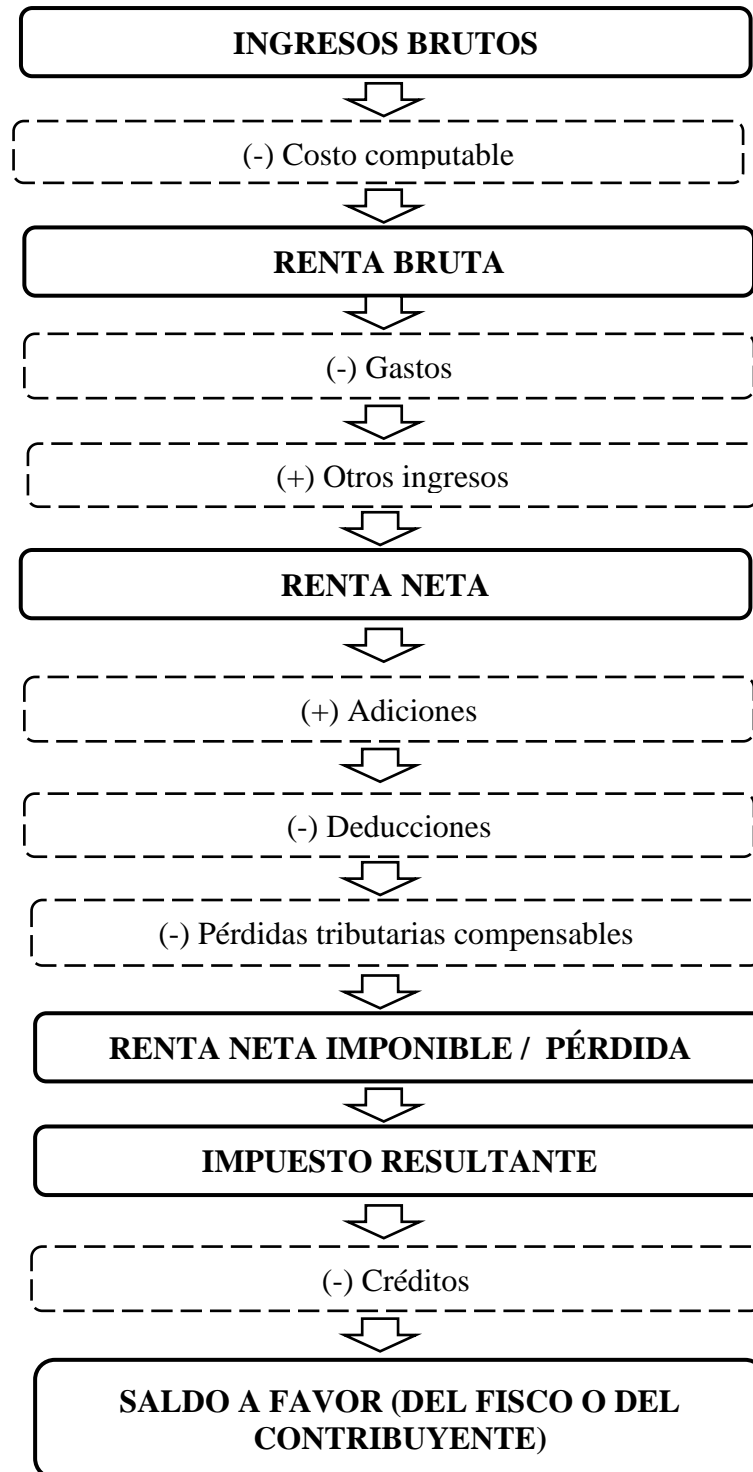 INGRESOS BRUTOS
(-) Costo computable
RENTA BRUTA
(-) Gastos
(+) Otros ingresos
RENTA NETA
(+) Adiciones
(-) Deducciones
(-) Pérdidas tributarias compensables
RENTA NETA IMPONIBLE / PÉRDIDA
IMPUESTO RESULTANTE
(-) Créditos
SALDO A FAVOR (DEL FISCO O DEL
CONTRIBUYENTE)